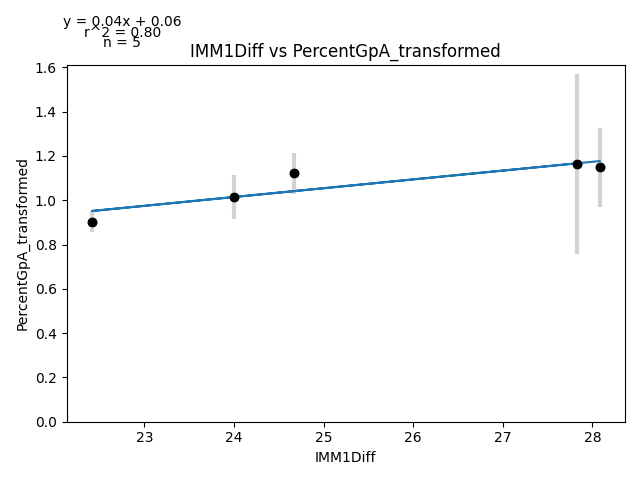 y = 0.04x + 0.06
r^2 = 0.80
n = 5
IMM1Diff vs PercentGpA_transformed
1.6
1.4
1.2
1.0
0.8
0.6
0.4
0.2
0.0
PercentGpA_transformed
23 24 25 26 27 28
IMM1Diff